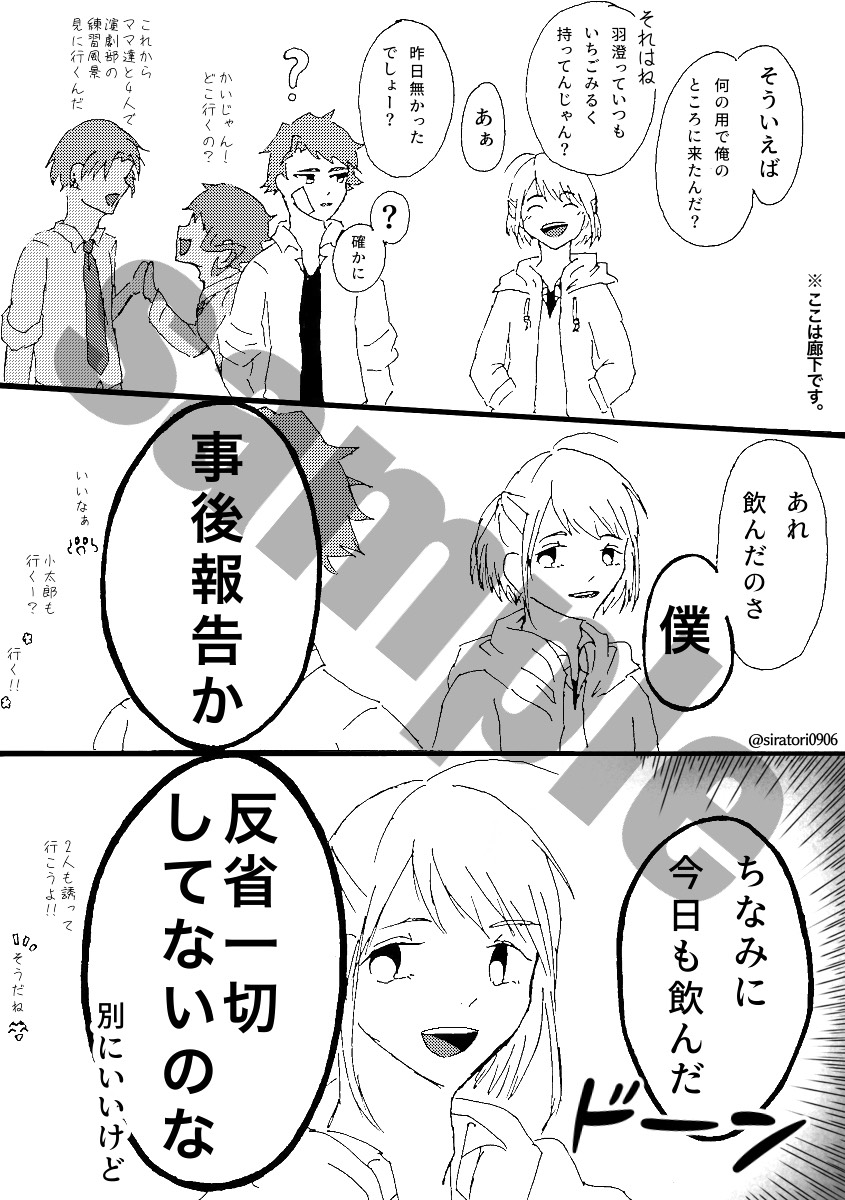 そういえば
何の用で俺の
ところに来たんだ？
それはね
羽澄っていつも
いちごみるく
持ってんじゃん？
あぁ
昨日無かった
でしょー？
？
？
確かに
かいじゃん！
どこ行くの？
これから
ママ達と4人で
演劇部の
練習風景
見に行くんだ
※ここは廊下です。
あれ
飲んだのさ
僕
事後報告か
いいなぁ
小太郎も
行くー？
行く!!
@siratori0906
ちなみに
今日も飲んだ
ドーン
反省一切
してないのな
別にいいけど
2人も誘って
行こうよ!!
そうだね
sample